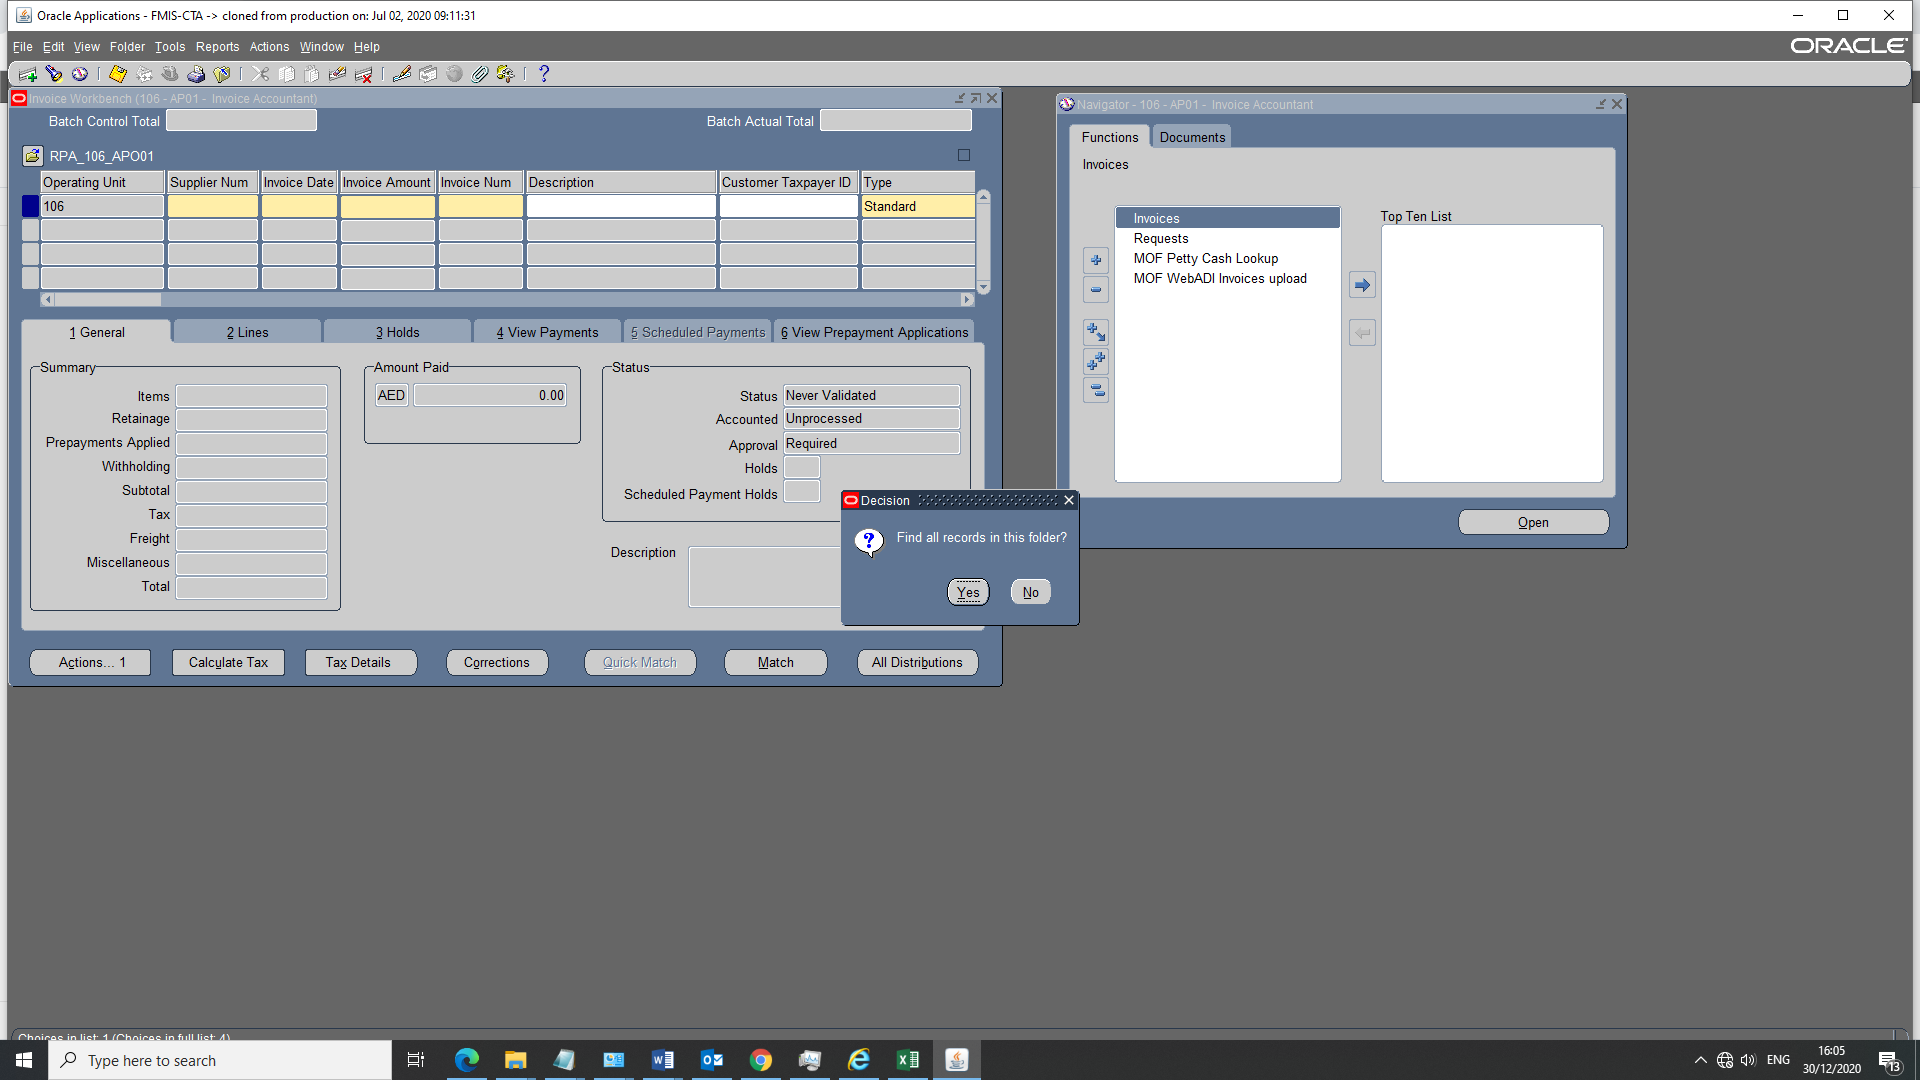 Oracle Applications - FMIS-CTA -> cloned from production on: Jul 02, 2020 09:11:31
File Edit View Folder Tools Reports Actions Window Help
ORACLE
Invoice Workbench (106 - AP01 - Invoice Accountant)
Batch Control Total
Batch Actual Total
RPA_106_APO01
Operating Unit Supplier Num Invoice Date Invoice Amount Invoice Num Description Customer Taxpayer ID Type
106 Standard
1 General 2 Lines 3 Holds 4 View Payments 5 Scheduled Payments 6 View Prepayment Applications
Summary
Items
Retainage
Prepayments Applied
Withholding
Subtotal
Tax
Freight
Miscellaneous
Total
Amount Paid
AED 0.00
Status
Status Never Validated
Accounted Unprocessed
Approval Required
Holds
Scheduled Payment Holds
Description
Actions... 1 Calculate Tax Tax Details Corrections Quick Match Match All Distributions
Decision
Find all records in this folder?
Yes No
Navigator - 106 - AP01 - Invoice Accountant
Functions Documents
Invoices
Invoices
Requests
MOF Petty Cash Lookup
MOF WebADI Invoices upload
Top Ten List
Open
Choices in list: 1 (Choices in full list: 4)
Type here to search
ENG
16:05
30/12/2020
13